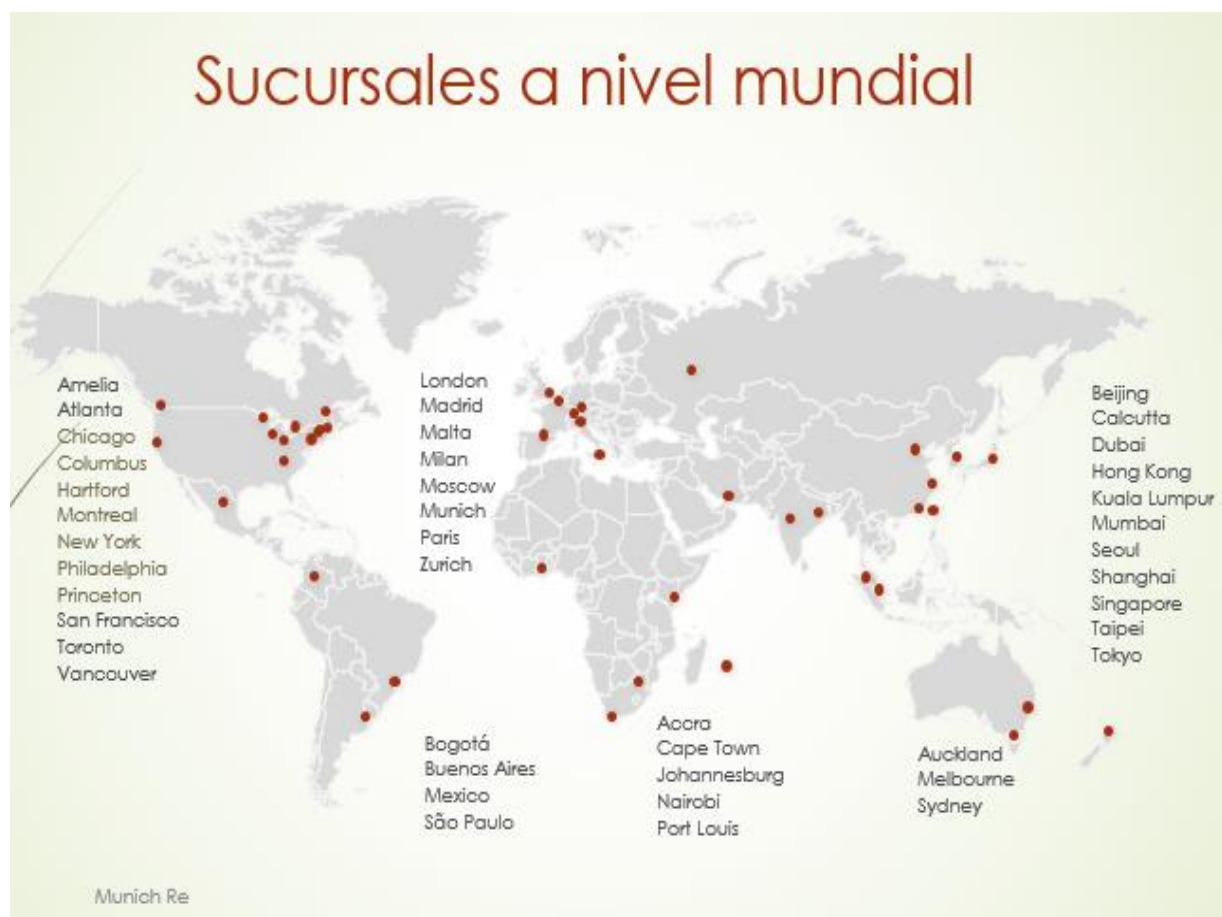 Sucursales a nivel mundial
Amelia
Atlanta
Chicago
Columbus
Hartford
Montreal
New York
Philadelphia
Princeton
San Francisco
Toronto
Vancouver
London
Madrid
Malta
Milan
Moscow
Munich
Paris
Zurich
Beijing
Calcutta
Dubai
Hong Kong
Kuala Lumpur
Mumbai
Seoul
Shanghai
Singapore
Taipei
Tokyo
Bogotá
Buenos Aires
Mexico
São Paulo
Accra
Cape Town
Johannesburg
Nairobi
Port Louis
Auckland
Melbourne
Sydney
Munich Re